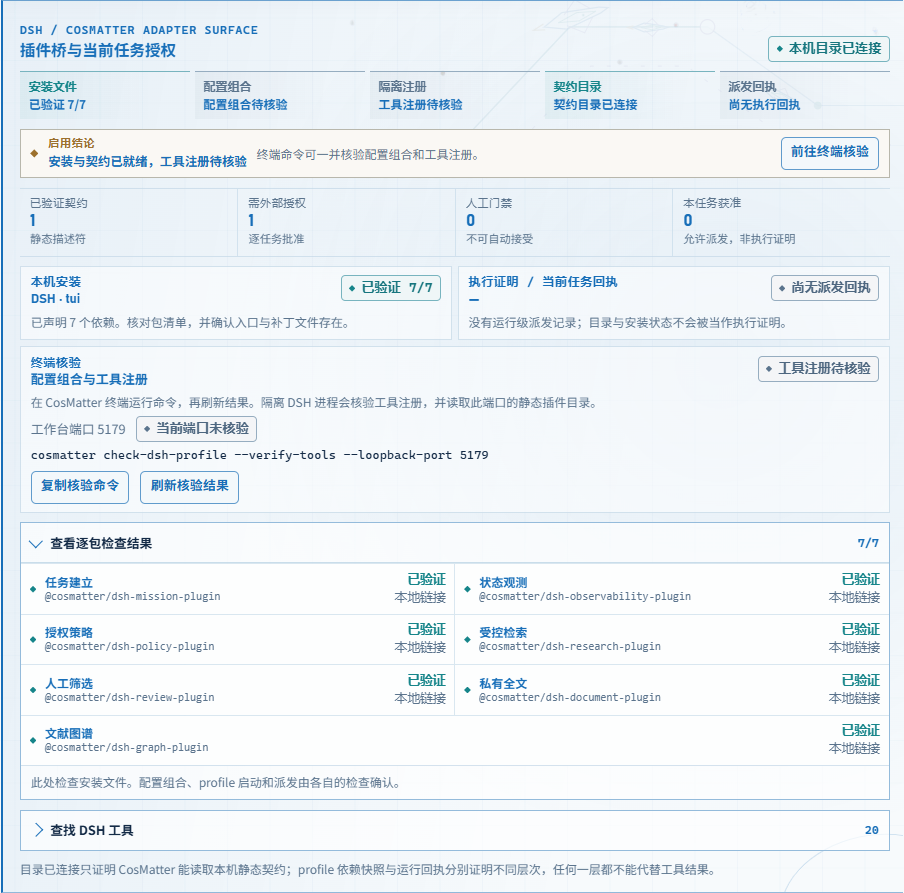 DSH / COSMATTER ADAPTER SURFACE
插件桥与当前任务授权
本机目录已连接
安装文件
已验证 7/7
配置组合
配置组合待核验
隔离注册
工具注册待核验
契约目录
契约目录已连接
派发回执
尚无执行回执
启用结论
安装与契约已就绪，工具注册待核验
终端命令可一并核验配置组合和工具注册。
前往终端核验
已验证契约
1
静态描述符
需外部授权
1
逐任务批准
人工门禁
0
不可自动接受
本任务获准
0
允许派发，非执行证明
本机安装
DSH · tui
已验证 7/7
已声明 7 个依赖。核对包清单，并确认入口与补丁文件存在。
执行证明 / 当前任务回执
—
尚无派发回执
没有运行级派发记录；目录与安装状态不会被当作执行证明。
终端核验
配置组合与工具注册
工具注册待核验
在 CosMatter 终端运行命令，再刷新结果。隔离 DSH 进程会核验工具注册，并读取此端口的静态插件目录。
工作台端口 5179
当前端口未核验
cosmatter check-dsh-profile --verify-tools --loopback-port 5179
复制核验命令
刷新核验结果
查看逐包检查结果
7/7
任务建立
@cosmatter/dsh-mission-plugin
已验证
本地链接
状态观测
@cosmatter/dsh-observability-plugin
已验证
本地链接
授权策略
@cosmatter/dsh-policy-plugin
已验证
本地链接
受控检索
@cosmatter/dsh-research-plugin
已验证
本地链接
人工筛选
@cosmatter/dsh-review-plugin
已验证
本地链接
私有全文
@cosmatter/dsh-document-plugin
已验证
本地链接
文献图谱
@cosmatter/dsh-graph-plugin
已验证
本地链接
此处检查安装文件。配置组合、profile 启动和派发由各自的检查确认。
查找 DSH 工具
20
目录已连接只证明 CosMatter 能读取本机静态契约；profile 依赖快照与运行回执分别证明不同层次，任何一层都不能代替工具结果。